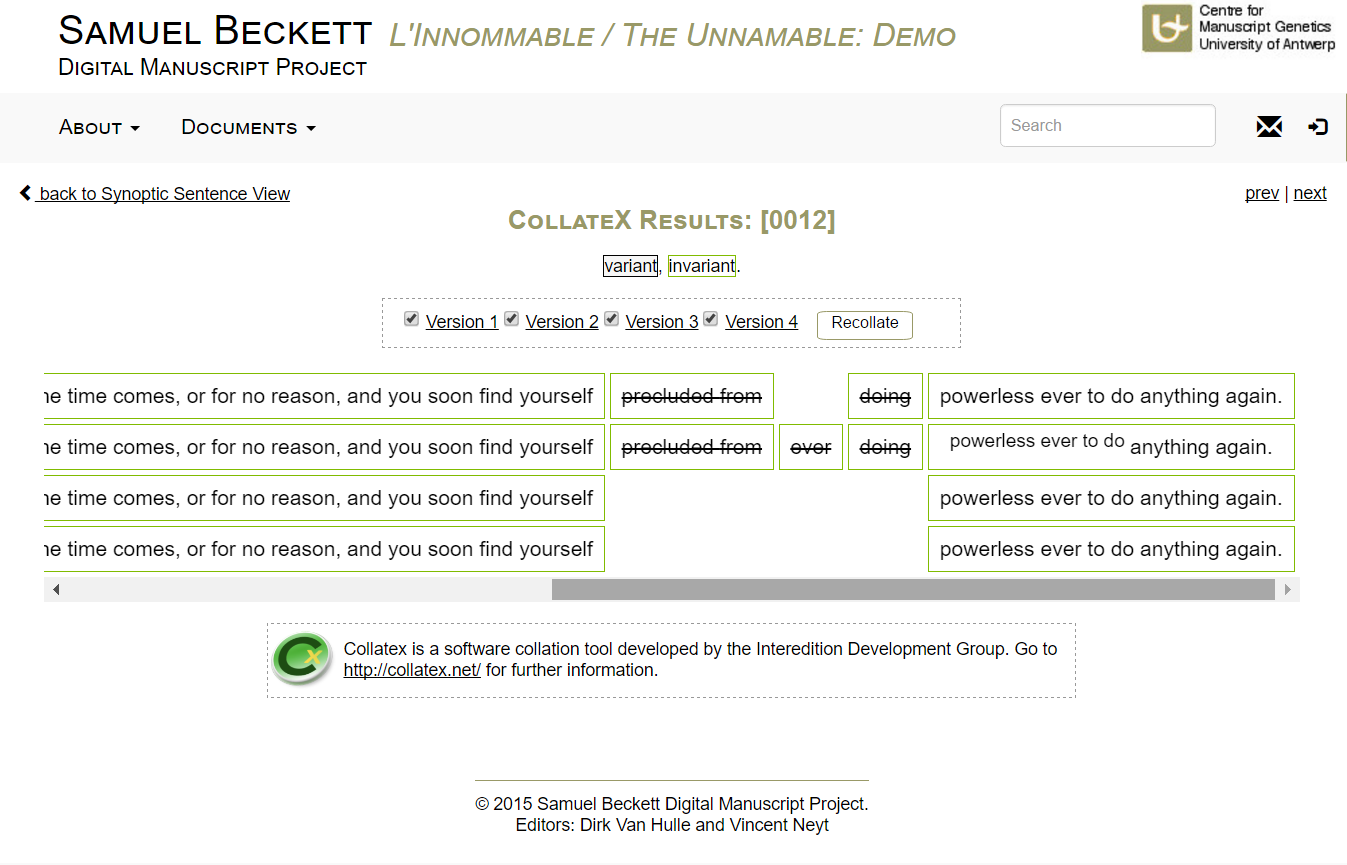 SAMUEL BECKETT L'INNOMMABLE / THE UNNAMABLE: DEMO
DIGITAL MANUSCRIPT PROJECT
Centre for
Manuscript Genetics
University of Antwerp
ABOUT
DOCUMENTS
Search
back to Synoptic Sentence View
prev | next
COLLATEX RESULTS: [0012]
variant, invariant.
Version 1 Version 2 Version 3 Version 4 Recollate
he time comes, or for no reason, and you soon find yourself precluded from doing powerless ever to do anything again.
he time comes, or for no reason, and you soon find yourself precluded from ever doing powerless ever to do anything again.
he time comes, or for no reason, and you soon find yourself powerless ever to do anything again.
he time comes, or for no reason, and you soon find yourself powerless ever to do anything again.
Cx
Collatex is a software collation tool developed by the Interedition Development Group. Go to
http://collatex.net/ for further information.
© 2015 Samuel Beckett Digital Manuscript Project.
Editors: Dirk Van Hulle and Vincent Neyt